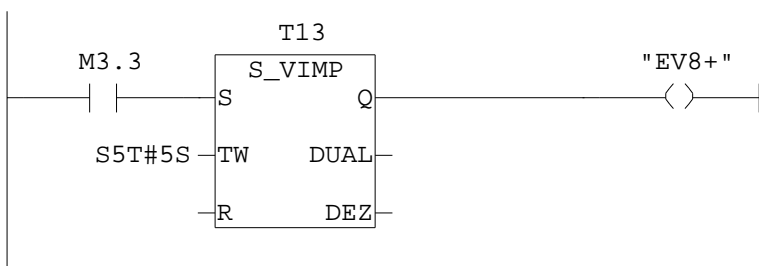 T13
M3.3 S_VIMP "EV8+"
S Q
S5T#5S TW DUAL
R DEZ